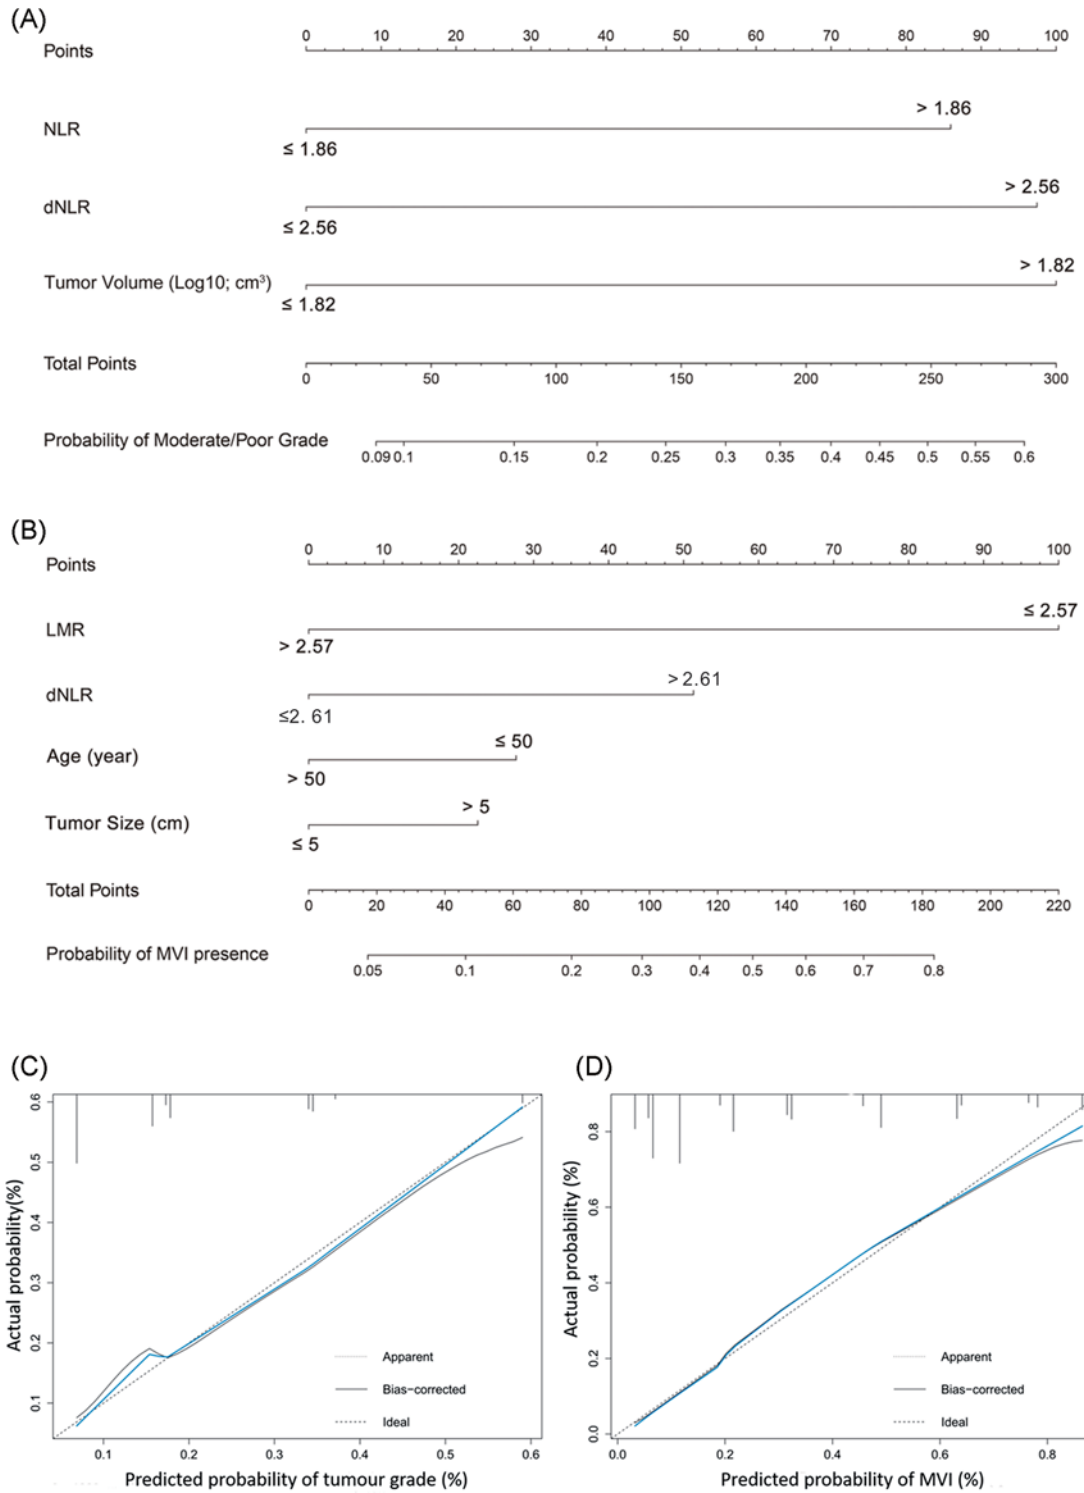 (A)
Points 0 10 20 30 40 50 60 70 80 90 100
> 1.86
NLR
≤ 1.86
> 2.56
dNLR
≤ 2.56
> 1.82
Tumor Volume (Log10; cm³)
≤ 1.82
Total Points
0 50 100 150 200 250 300
Probability of Moderate/Poor Grade
0.09 0.1 0.15 0.2 0.25 0.3 0.35 0.4 0.45 0.5 0.55 0.6
(B)
Points 0 10 20 30 40 50 60 70 80 90 100
≤ 2.57
LMR
> 2.57
> 2.61
dNLR
≤2. 61
≤ 50
Age (year)
> 50
> 5
Tumor Size (cm)
≤ 5
Total Points
0 20 40 60 80 100 120 140 160 180 200 220
Probability of MVI presence
0.05 0.1 0.2 0.3 0.4 0.5 0.6 0.7 0.8
(C)
Actual probability(%)
0.6
0.5
0.4
0.3
0.2
0.1
Apparent
Bias-corrected
Ideal
0.1 0.2 0.3 0.4 0.5 0.6
Predicted probability of tumour grade (%)
(D)
Actual probability (%)
0.8
0.6
0.4
0.2
0.0
Apparent
Bias-corrected
Ideal
0.0 0.2 0.4 0.6 0.8
Predicted probability of MVI (%)